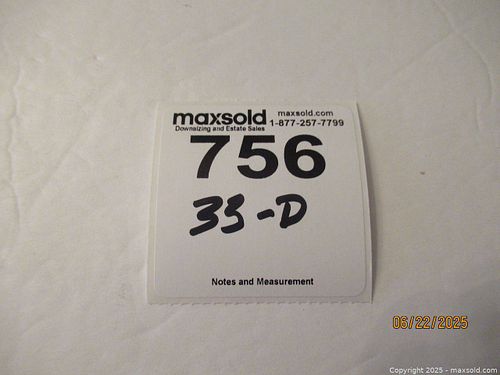 maxsold maxsold.com
Downsizing and Estate Sales 1-877-257-7799
756
33-D
Notes and Measurement
06/22/2025
Copyright 2025 - maxsold.com